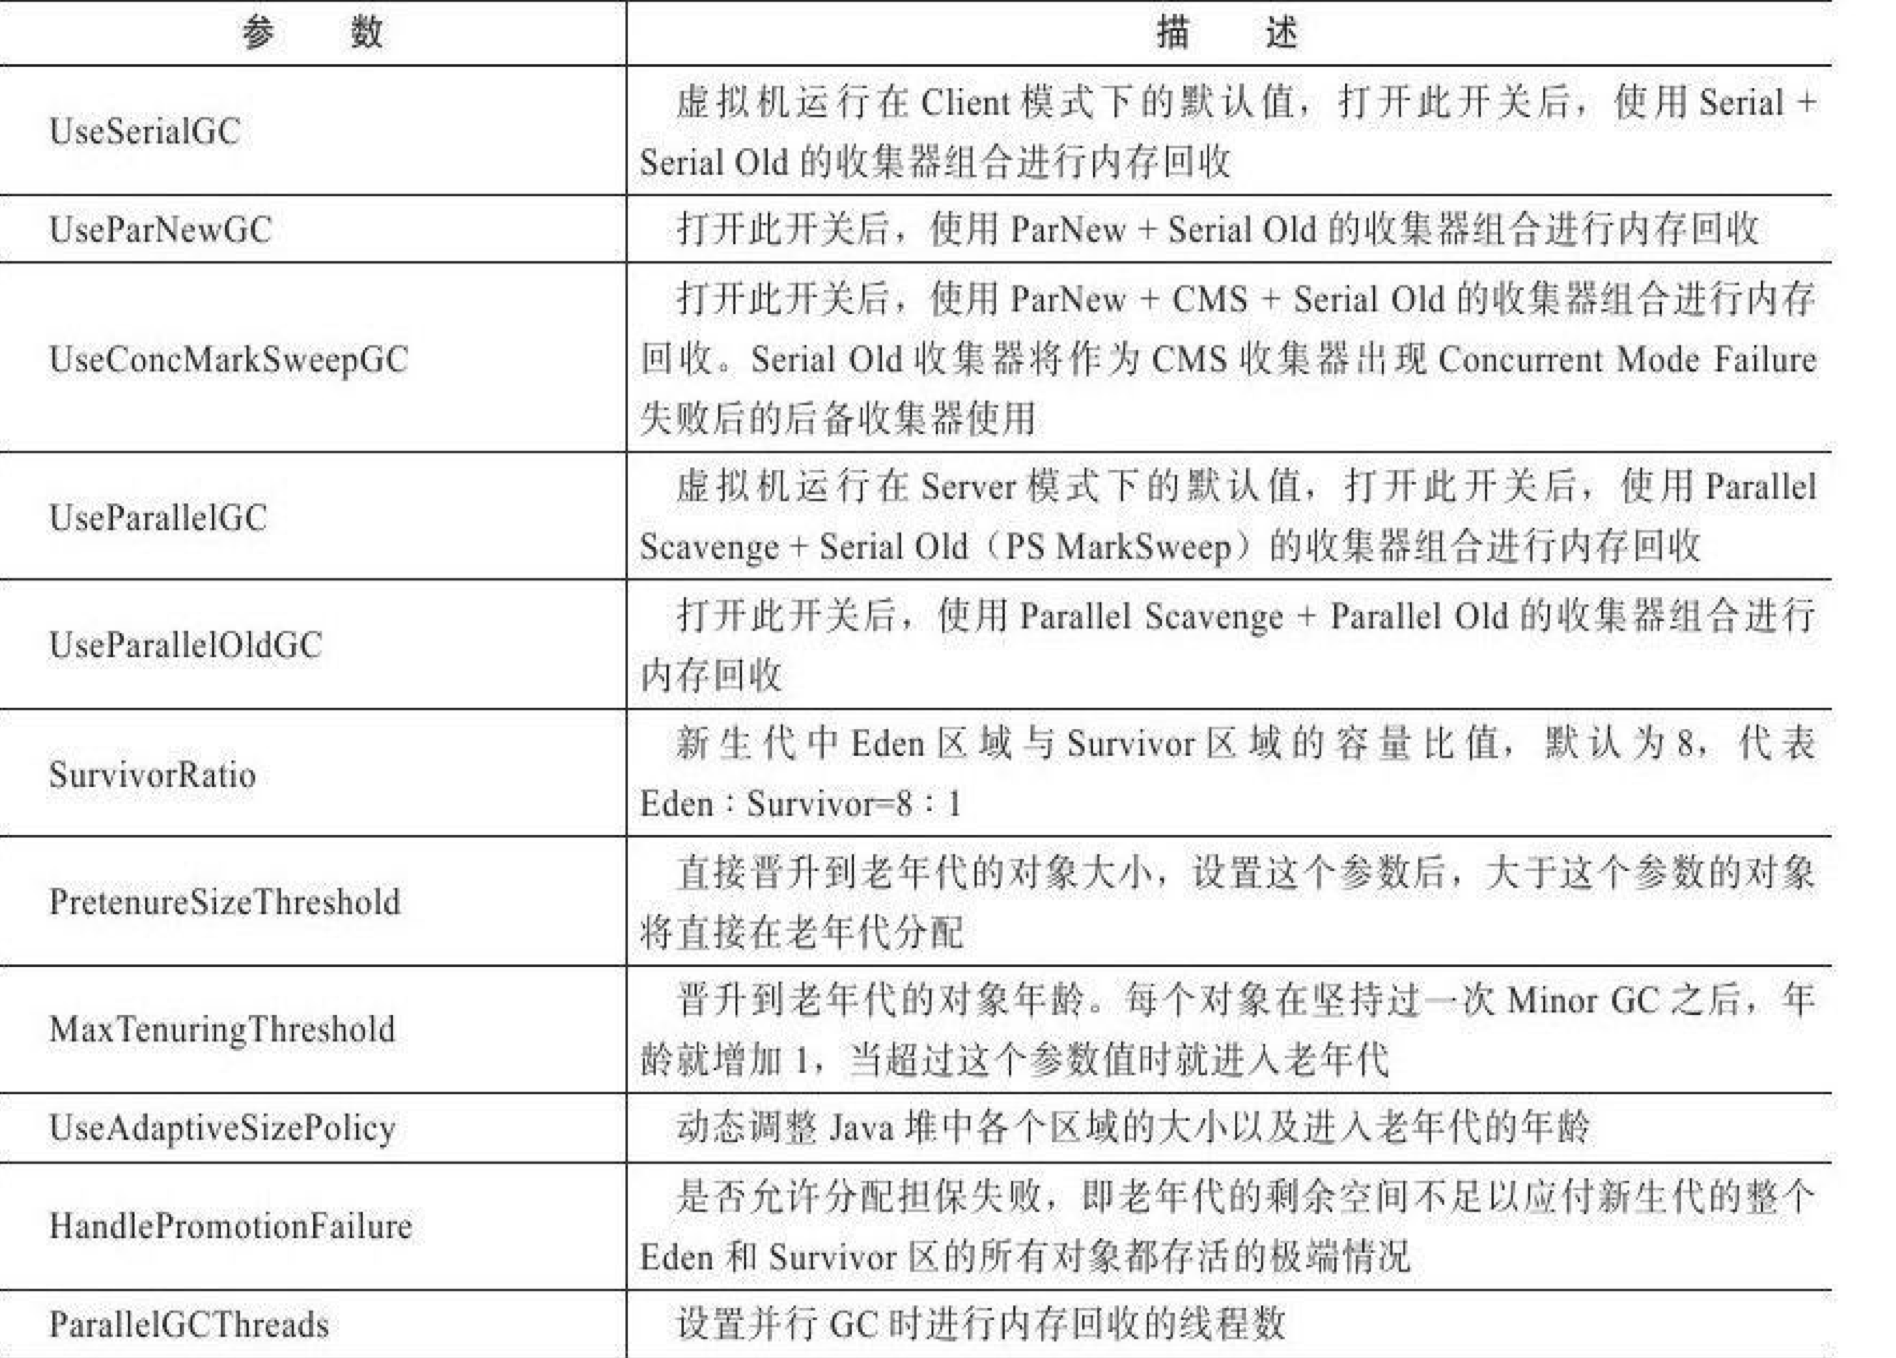 参 数 描 述
UseSerialGC
虚拟机运行在 Client 模式下的默认值，打开此开关后，使用 Serial +
Serial Old 的收集器组合进行内存回收
UseParNewGC
打开此开关后，使用 ParNew + Serial Old 的收集器组合进行内存回收
UseConcMarkSweepGC
打开此开关后，使用 ParNew + CMS + Serial Old 的收集器组合进行内存
回收。Serial Old 收集器将作为 CMS 收集器出现 Concurrent Mode Failure
失败后的后备收集器使用
UseParallelGC
虚拟机运行在 Server 模式下的默认值，打开此开关后，使用 Parallel
Scavenge + Serial Old（PS MarkSweep）的收集器组合进行内存回收
UseParallelOldGC
打开此开关后，使用 Parallel Scavenge + Parallel Old 的收集器组合进行
内存回收
SurvivorRatio
新生代中 Eden 区域与 Survivor 区域的容量比值，默认为 8，代表
Eden：Survivor=8：1
PretenureSizeThreshold
直接晋升到老年代的对象大小，设置这个参数后，大于这个参数的对象
将直接在老年代分配
MaxTenuringThreshold
晋升到老年代的对象年龄。每个对象在坚持过一次 Minor GC 之后，年
龄就增加 1，当超过这个参数值时就进入老年代
UseAdaptiveSizePolicy
动态调整 Java 堆中各个区域的大小以及进入老年代的年龄
HandlePromotionFailure
是否允许分配担保失败，即老年代的剩余空间不足以应付新生代的整个
Eden 和 Survivor 区的所有对象都存活的极端情况
ParallelGCThreads
设置并行 GC 时进行内存回收的线程数